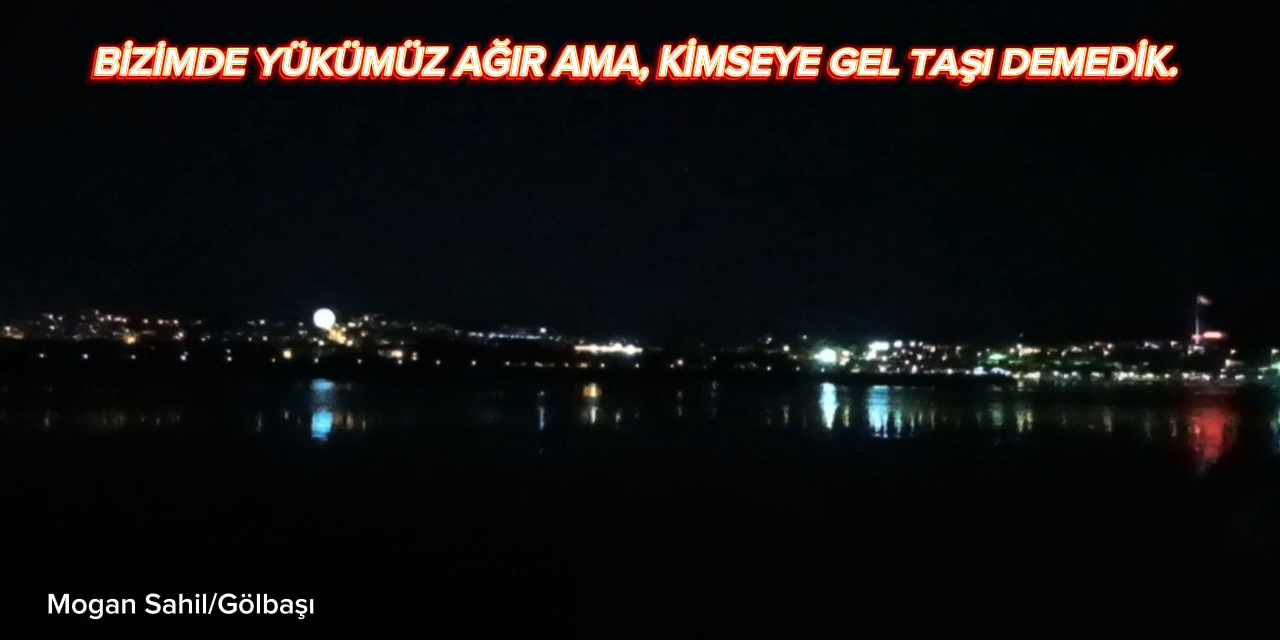 BİZİMDE YÜKÜMÜZ AĞIR AMA, KİMSEYE GEL TAŞI DEMEDİK.
Mogan Sahil/Gölbaşı